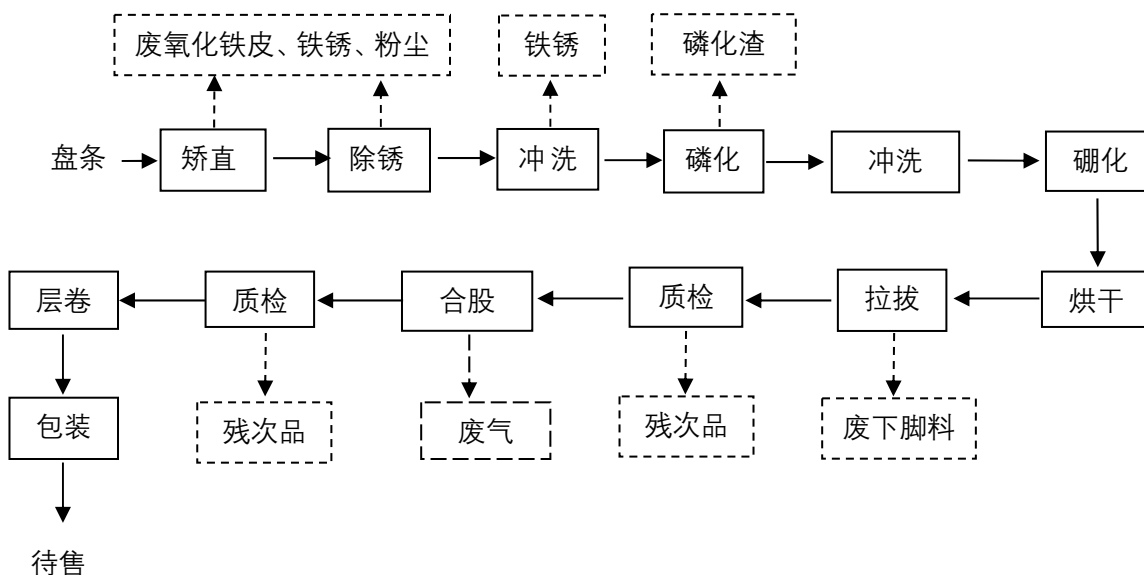 废氧化铁皮、铁锈、粉尘
铁锈
磷化渣
盘条
矫直
除锈
冲 洗
磷化
冲洗
硼化
层卷
质检
合股
质检
拉拔
烘干
包装
残次品
废气
残次品
废下脚料
待售